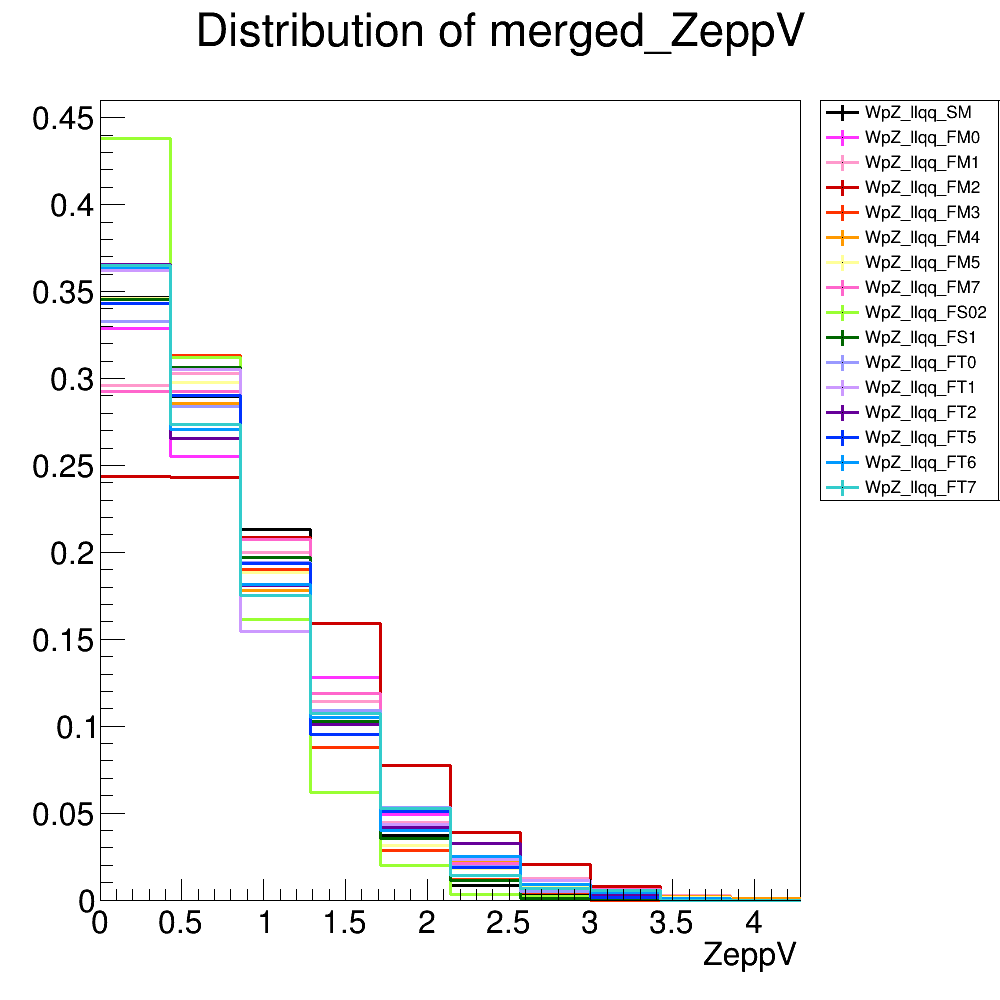 Distribution of merged_ZeppV
0.45
0.4
0.35
0.3
0.25
0.2
0.15
0.1
0.05
0
0 0.5 1 1.5 2 2.5 3 3.5 4
ZeppV
WpZ_llqq_SM
WpZ_llqq_FM0
WpZ_llqq_FM1
WpZ_llqq_FM2
WpZ_llqq_FM3
WpZ_llqq_FM4
WpZ_llqq_FM5
WpZ_llqq_FM7
WpZ_llqq_FS02
WpZ_llqq_FS1
WpZ_llqq_FT0
WpZ_llqq_FT1
WpZ_llqq_FT2
WpZ_llqq_FT5
WpZ_llqq_FT6
WpZ_llqq_FT7